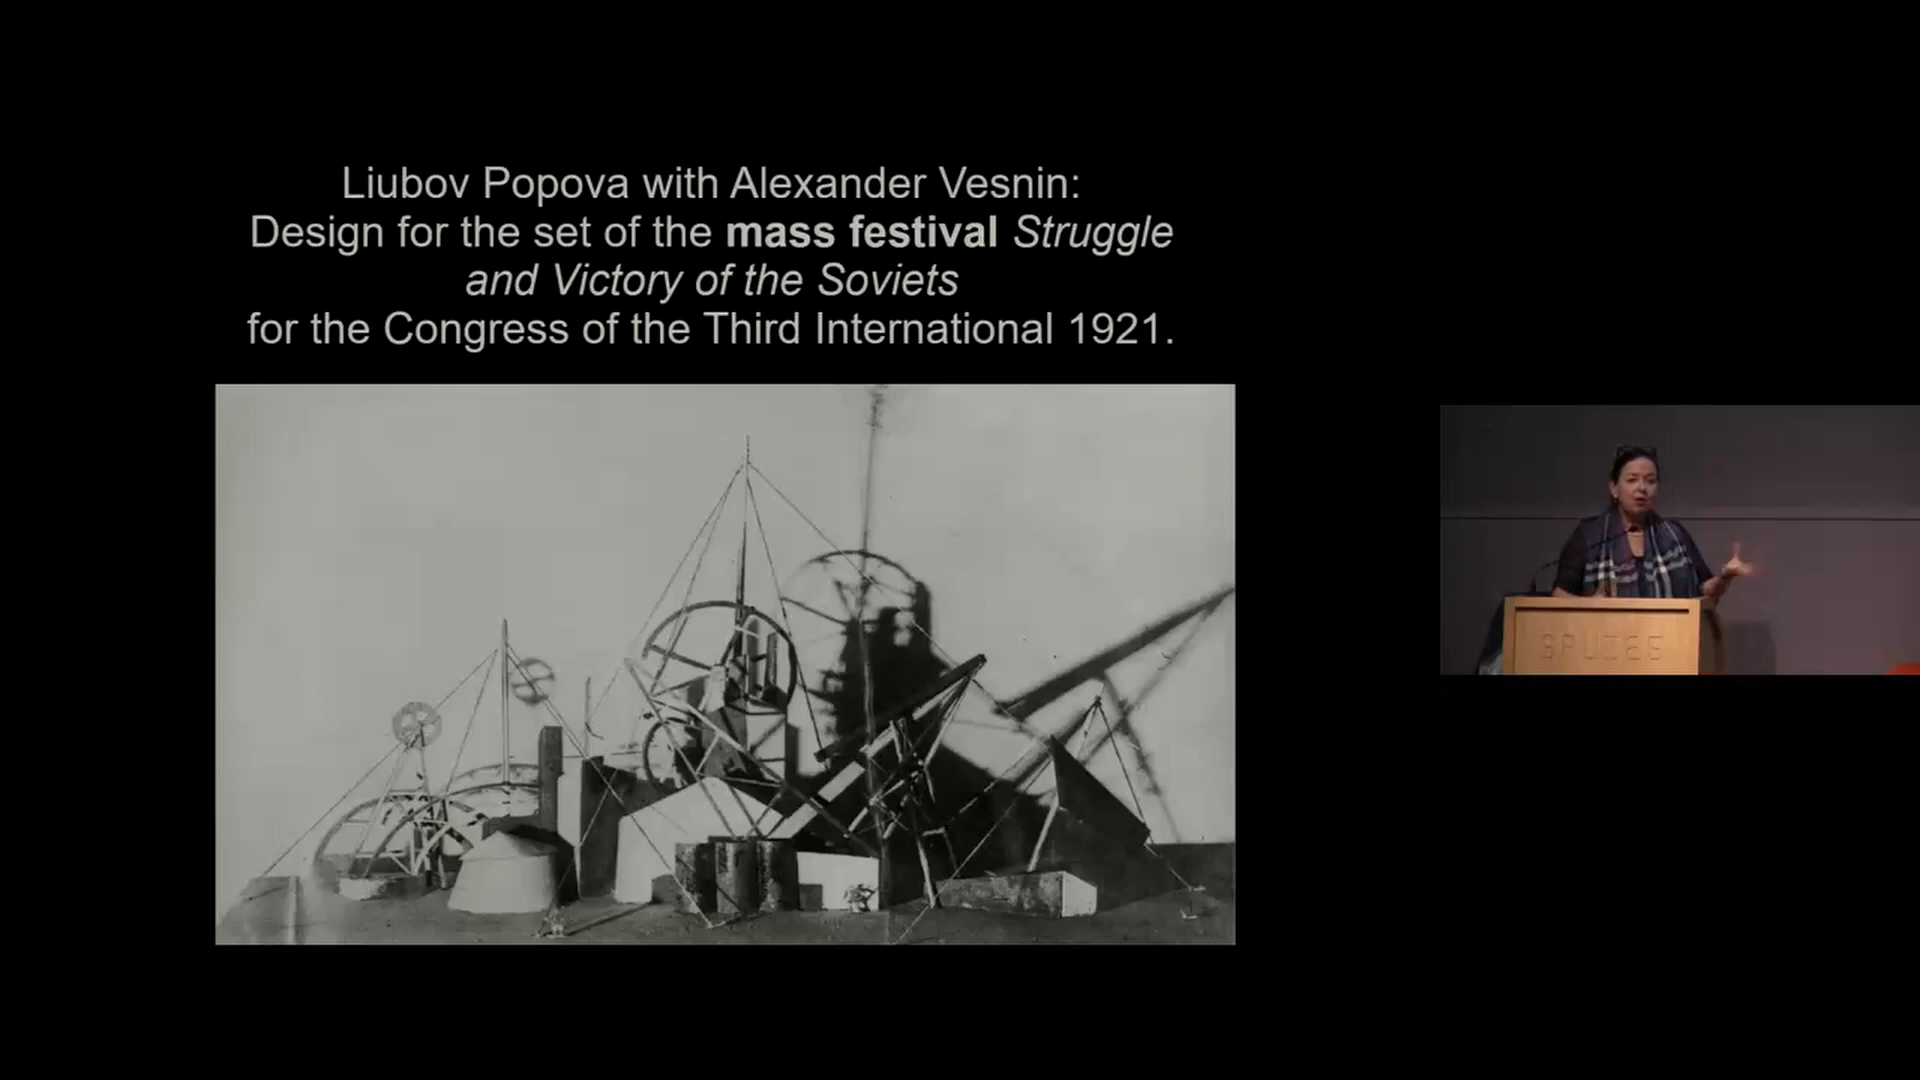 Liubov Popova with Alexander Vesnin:
Design for the set of the mass festival Struggle
and Victory of the Soviets
for the Congress of the Third International 1921.